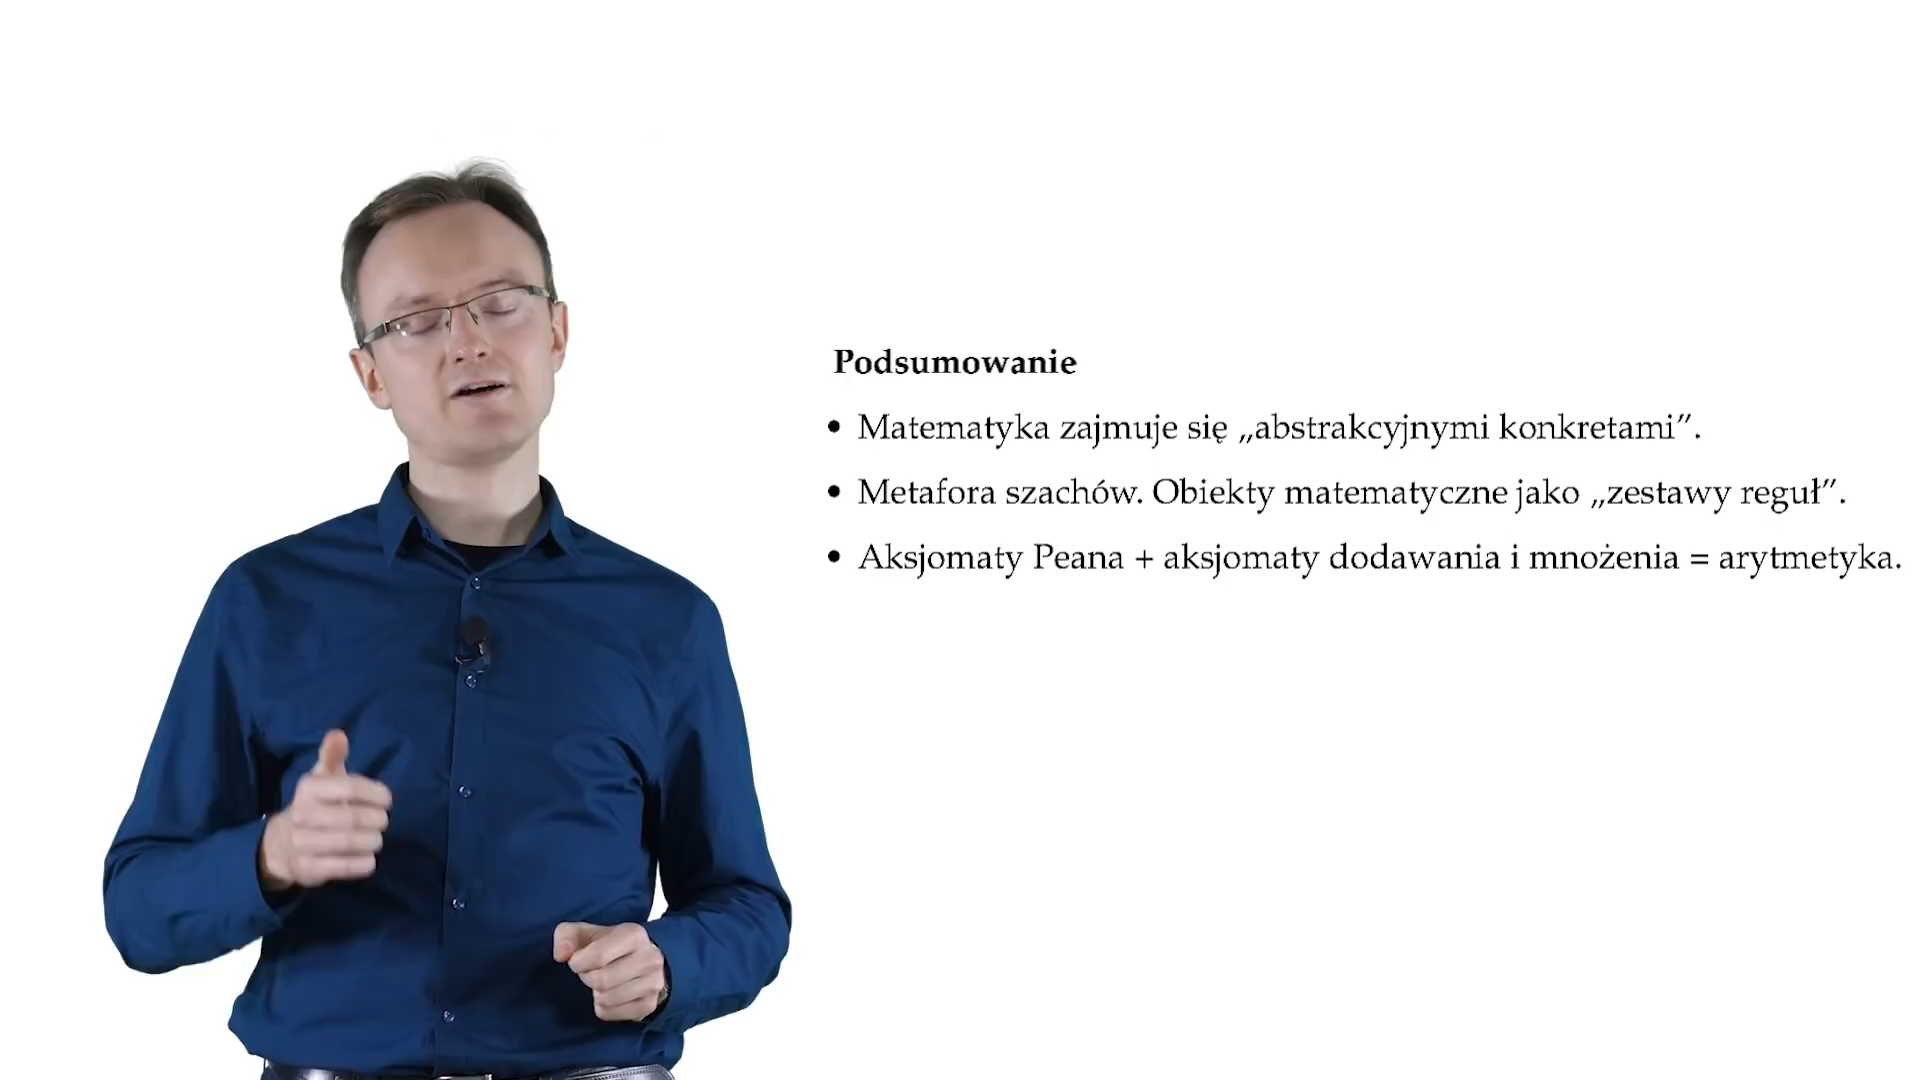 Podsumowanie
• Matematyka zajmuje się „abstrakcyjnymi konkretami”.
• Metafora szachów. Obiekty matematyczne jako „zestawy reguł”.
• Aksjomaty Peana + aksjomaty dodawania i mnożenia = arytmetyka.